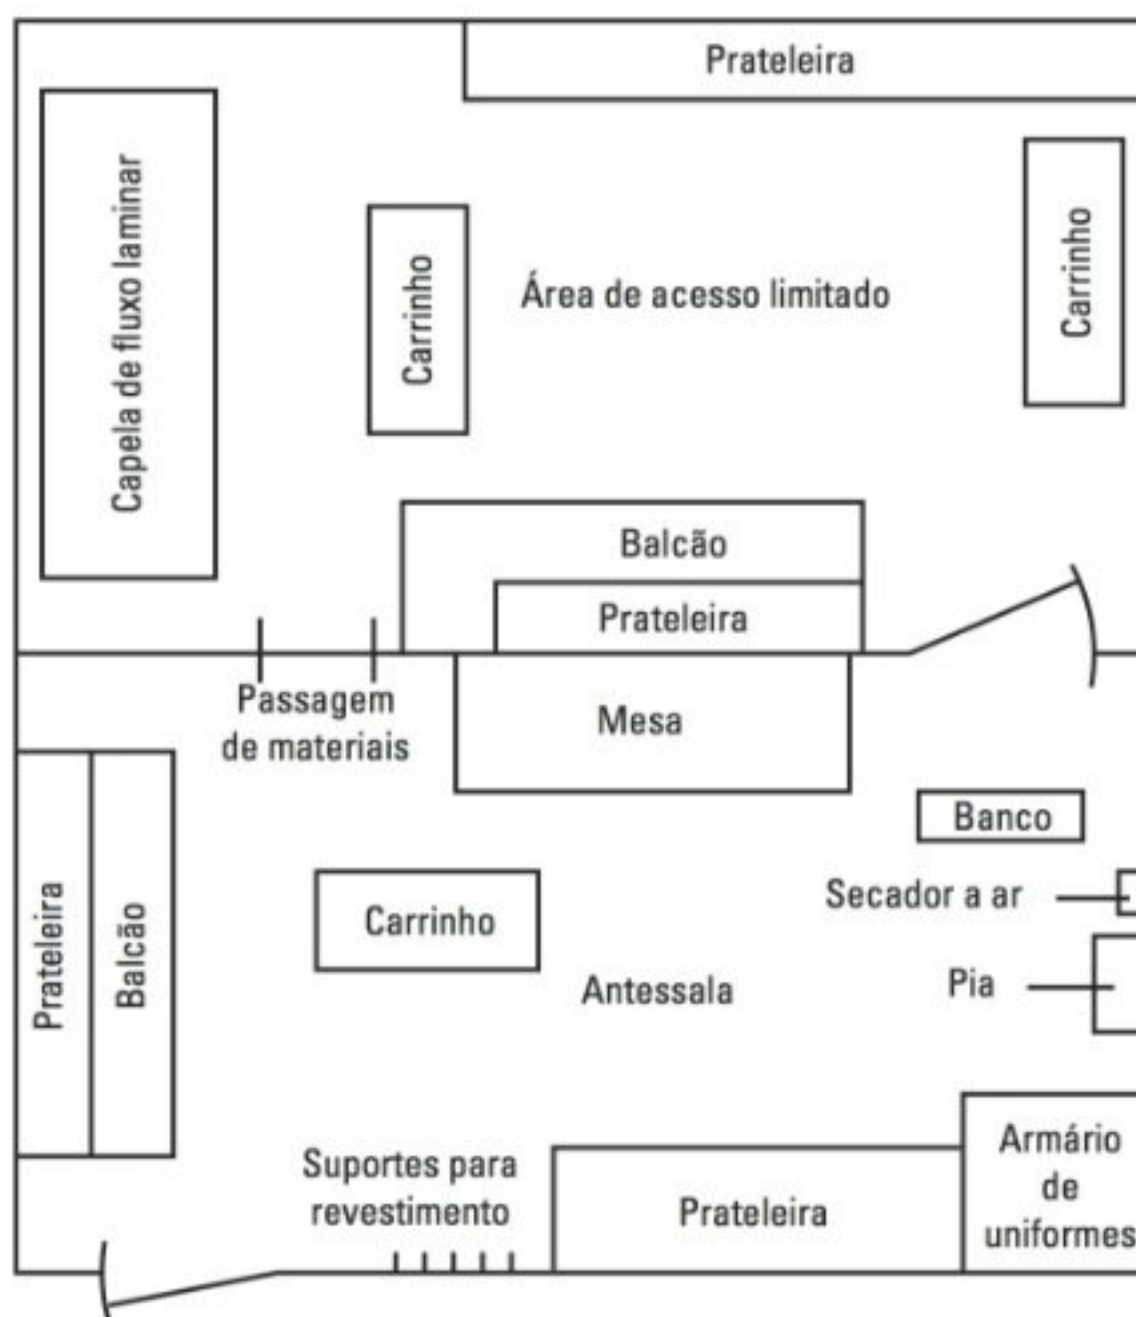 Prateleira
Capela de fluxo laminar
Carrinho
Área de acesso limitado
Carrinho
Balcão
Prateleira
Passagem
de materiais
Mesa
Banco
Prateleira
Balcão
Carrinho
Secador a ar
Antessala
Pia
Suportes para
revestimento
Prateleira
Armário
de
uniformes